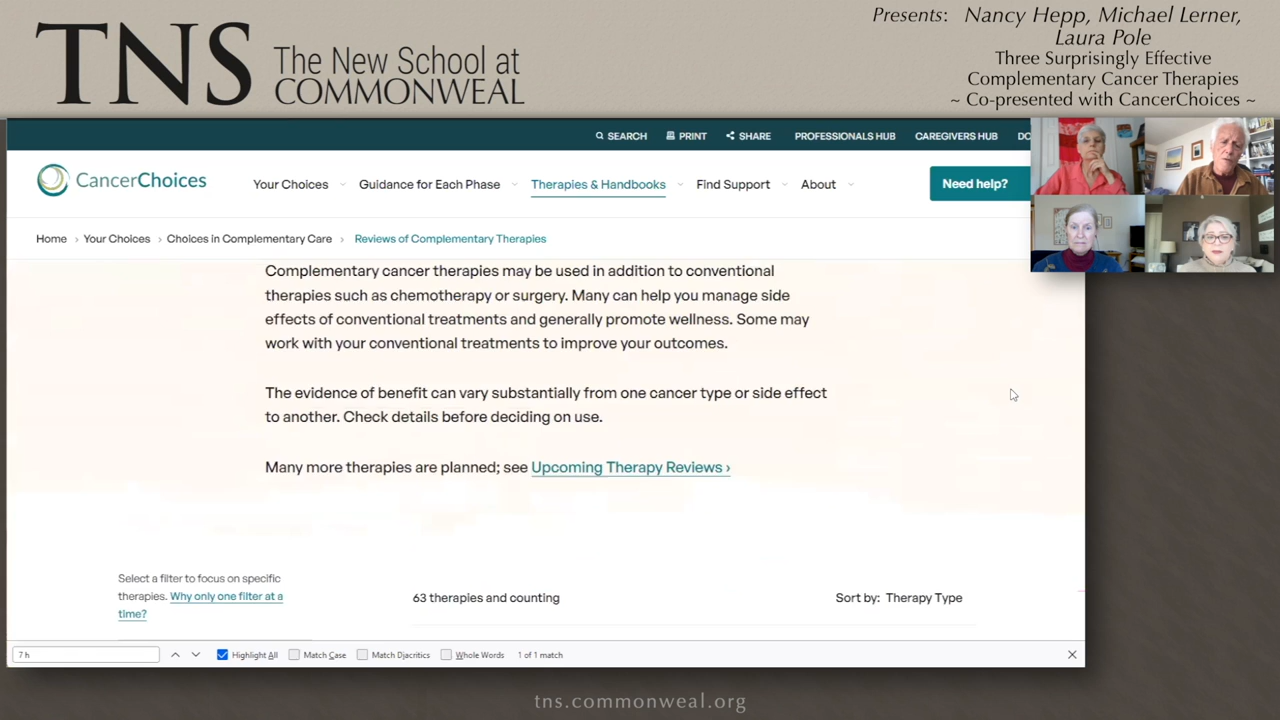 TNS
The New School at
COMMONWEAL
Presents: Nancy Hepp, Michael Lerner,
Laura Pole
Three Surprisingly Effective
Complementary Cancer Therapies
~ Co-presented with CancerChoices ~
SEARCH PRINT SHARE PROFESSIONALS HUB CAREGIVERS HUB DO
CancerChoices Your Choices Guidance for Each Phase Therapies & Handbooks Find Support About Need help?
Home › Your Choices › Choices in Complementary Care › Reviews of Complementary Therapies
Complementary cancer therapies may be used in addition to conventional
therapies such as chemotherapy or surgery. Many can help you manage side
effects of conventional treatments and generally promote wellness. Some may
work with your conventional treatments to improve your outcomes.
The evidence of benefit can vary substantially from one cancer type or side effect
to another. Check details before deciding on use.
Many more therapies are planned; see Upcoming Therapy Reviews ›
Select a filter to focus on specific
therapies. Why only one filter at a
time?
63 therapies and counting Sort by: Therapy Type
7 h Highlight All Match Case Match Diacritics Whole Words 1 of 1 match
tns.commonweal.org